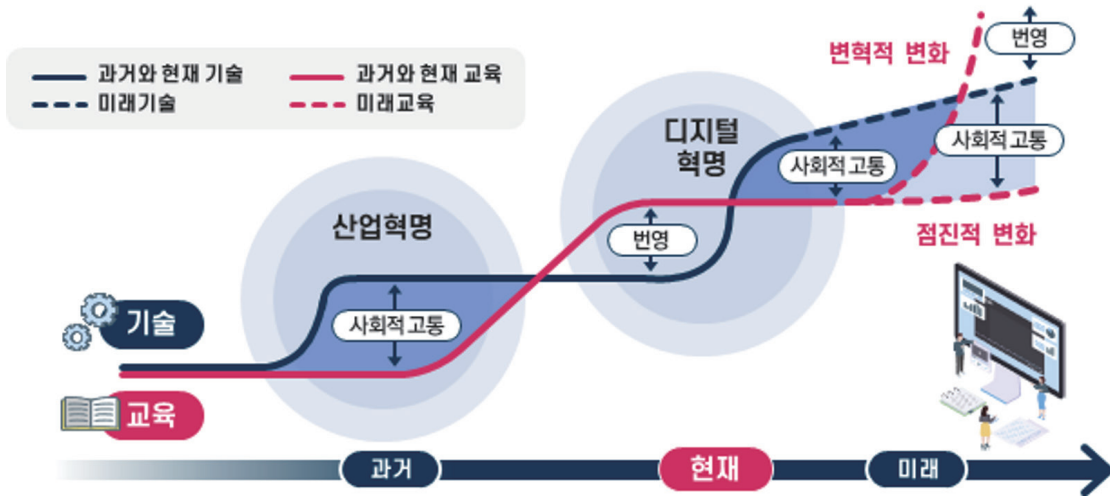 과거와 현재 기술
과거와 현재 교육
미래기술
미래교육
변혁적 변화
번영
디지털
혁명
사회적 고통
사회적 고통
산업혁명
번영
점진적 변화
기술
사회적 고통
교육
과거
현재
미래